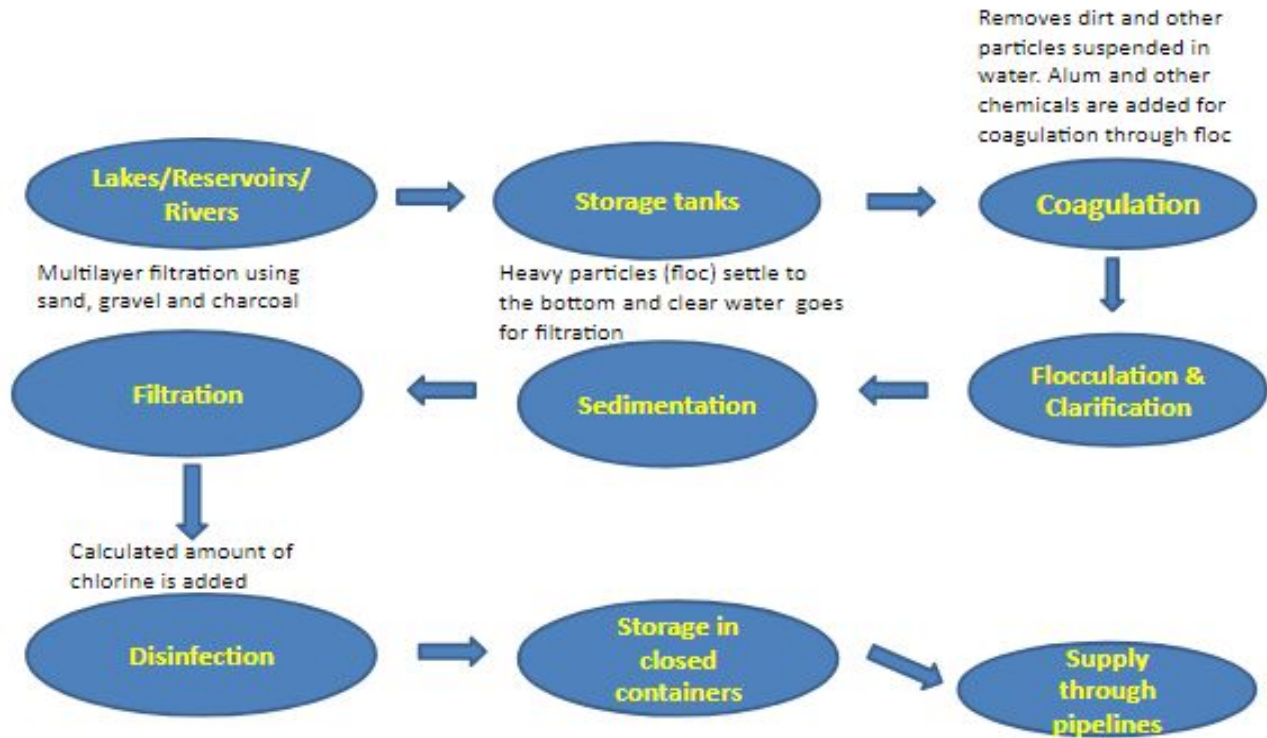 Removes dirt and other
particles suspended in
water. Alum and other
chemicals are added for
coagulation through floc
Lakes/Reservoirs/
Rivers
Storage tanks
Coagulation
Multilayer filtration using
sand, gravel and charcoal
Heavy particles (floc) settle to
the bottom and clear water goes
for filtration
Flocculation &
Clarification
Sedimentation
Filtration
Calculated amount of
chlorine is added
Disinfection
Storage in
closed
containers
Supply
through
pipelines